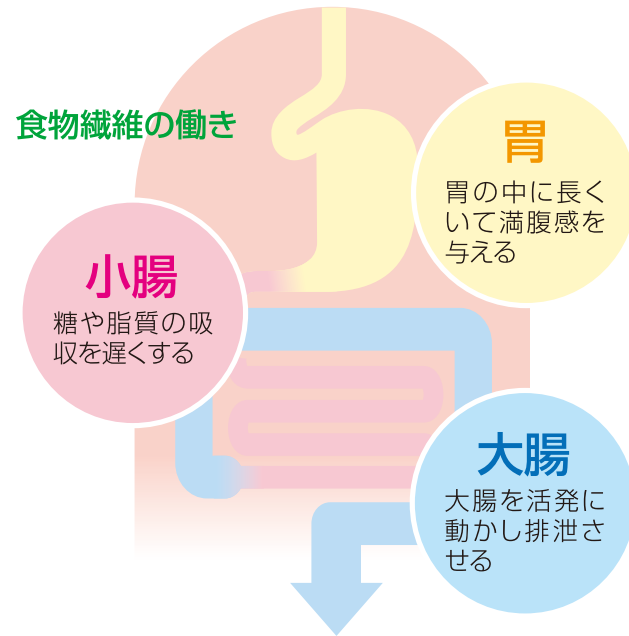 食物繊維の働き
胃
胃の中に長く
いて満腹感を
与える
小腸
糖や脂質の吸
収を遅くする
大腸
大腸を活発に
動かし排泄さ
せる